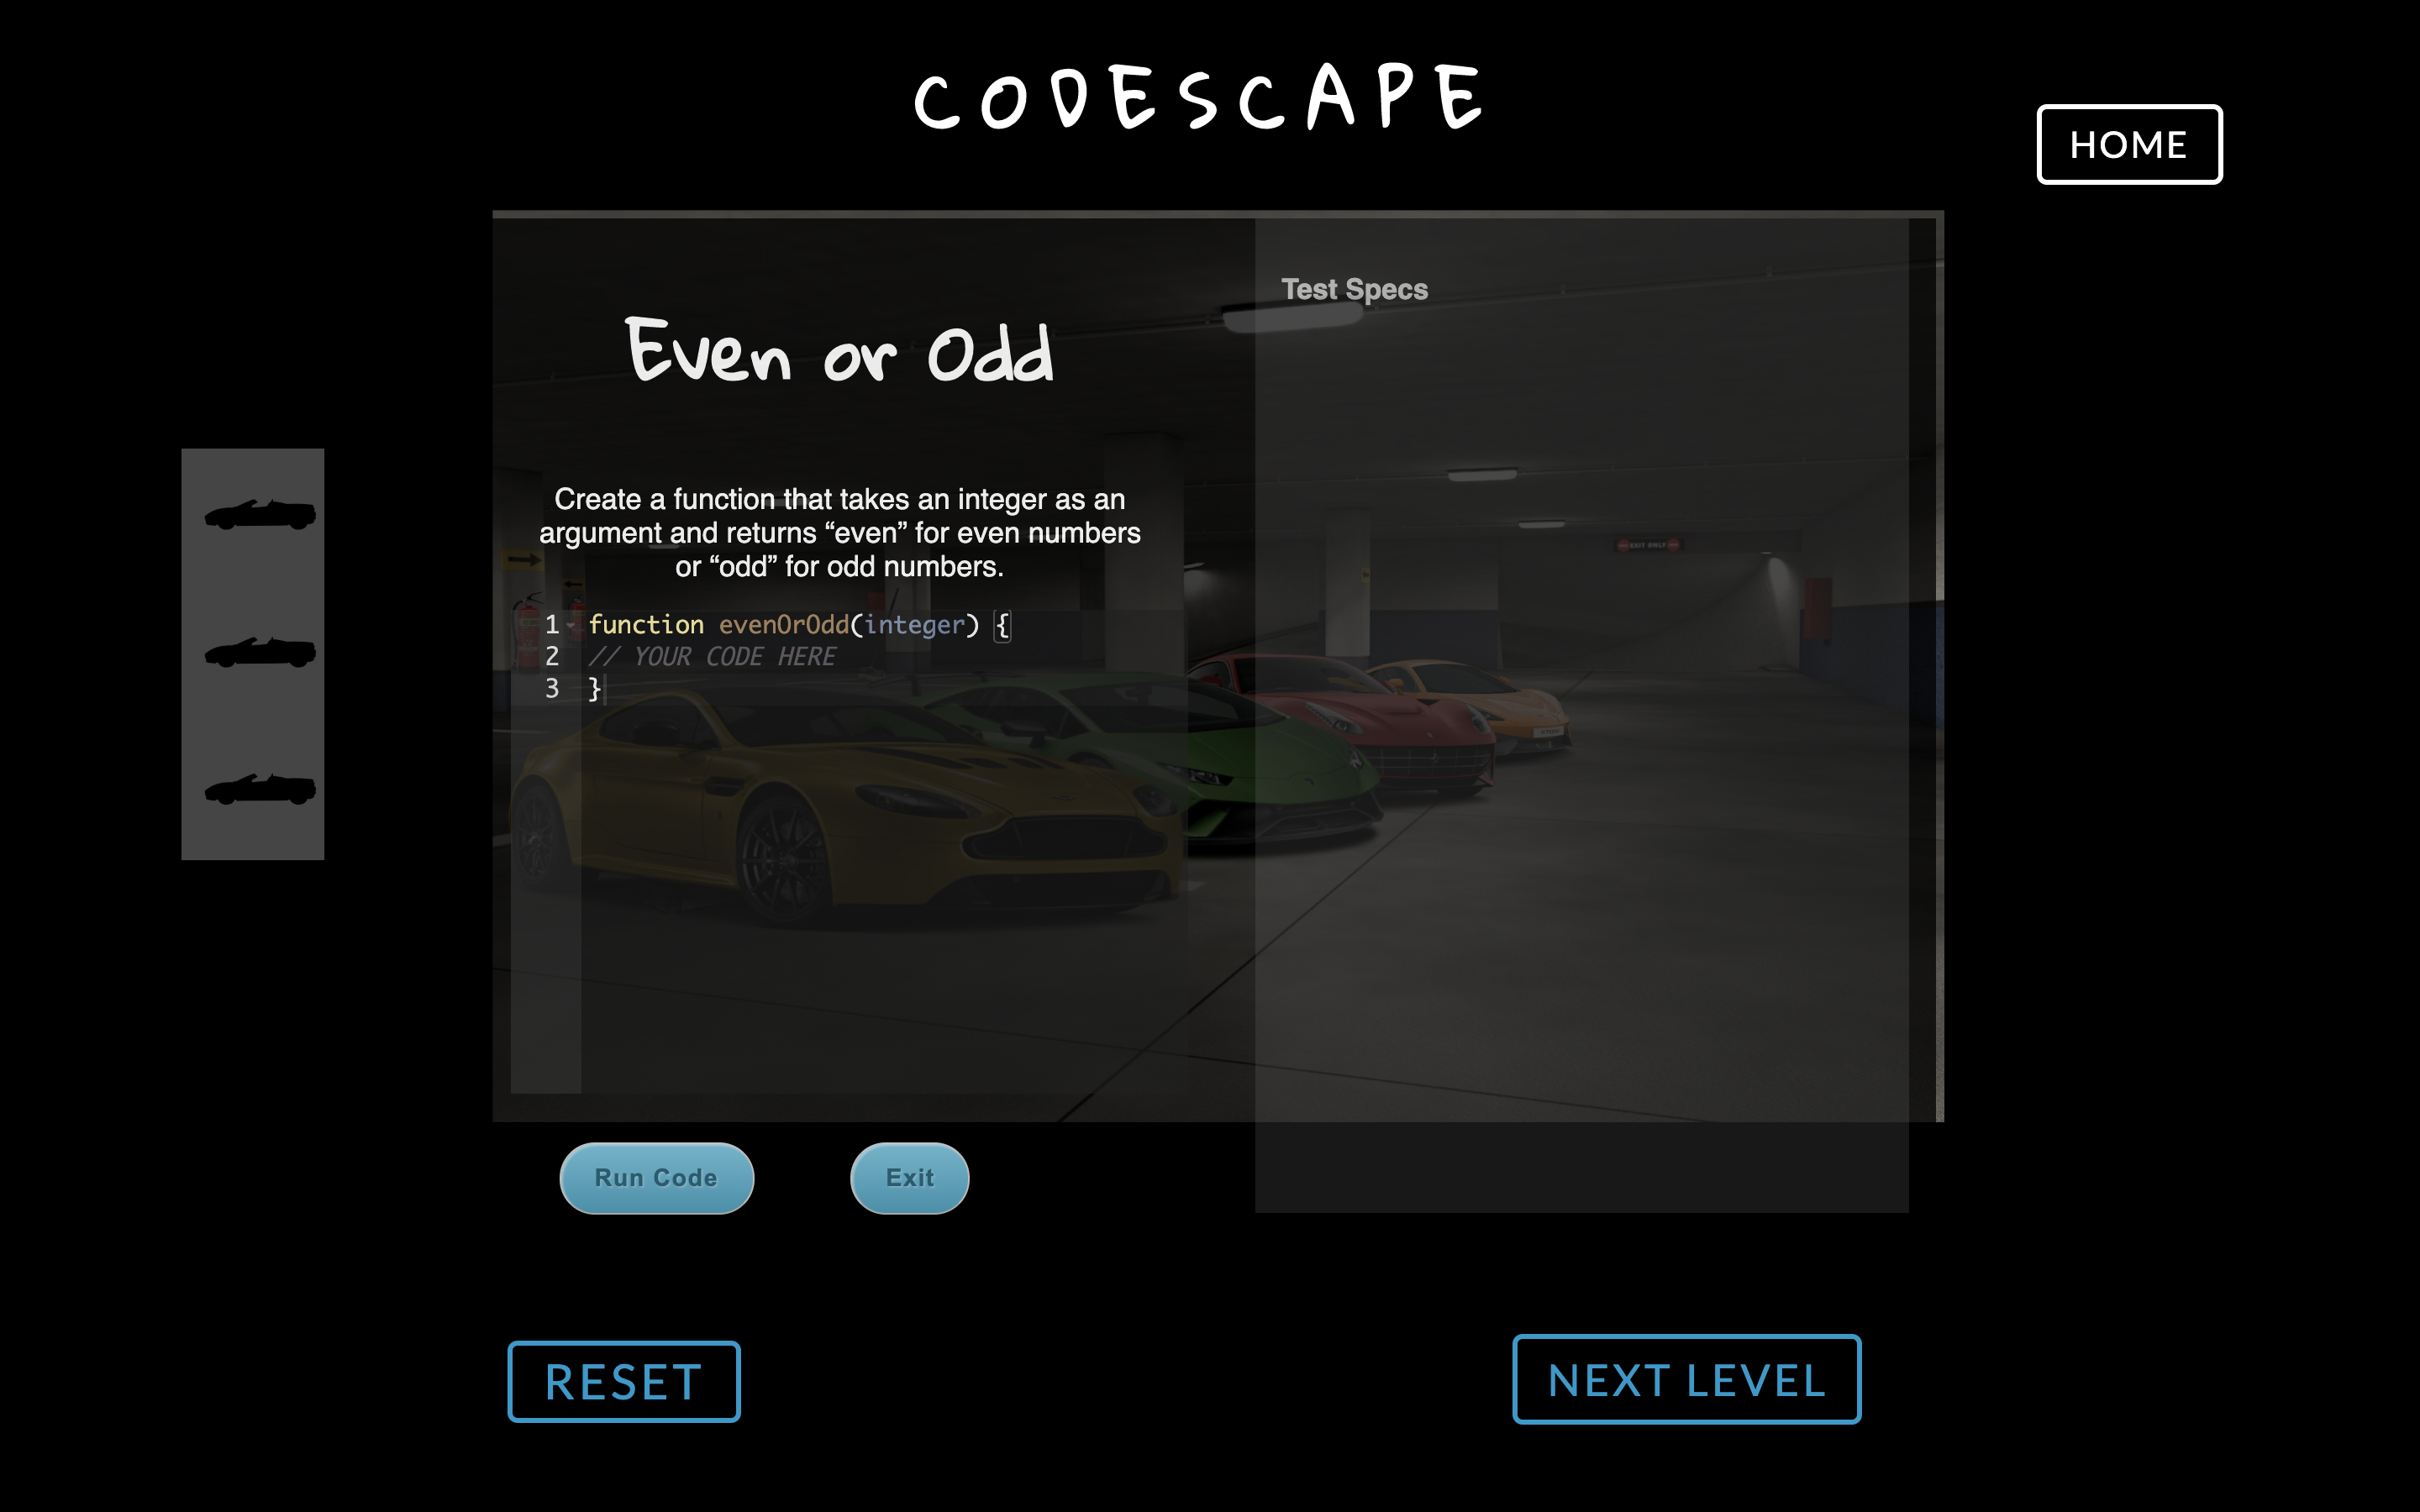 CODESCAPE
HOME
Test Specs
Even or Odd
Create a function that takes an integer as an
argument and returns “even” for even numbers
or “odd” for odd numbers.
EXIT ONLY
1 function evenOrOdd(integer) {
2 // YOUR CODE HERE
3 }
Run Code
Exit
RESET
NEXT LEVEL